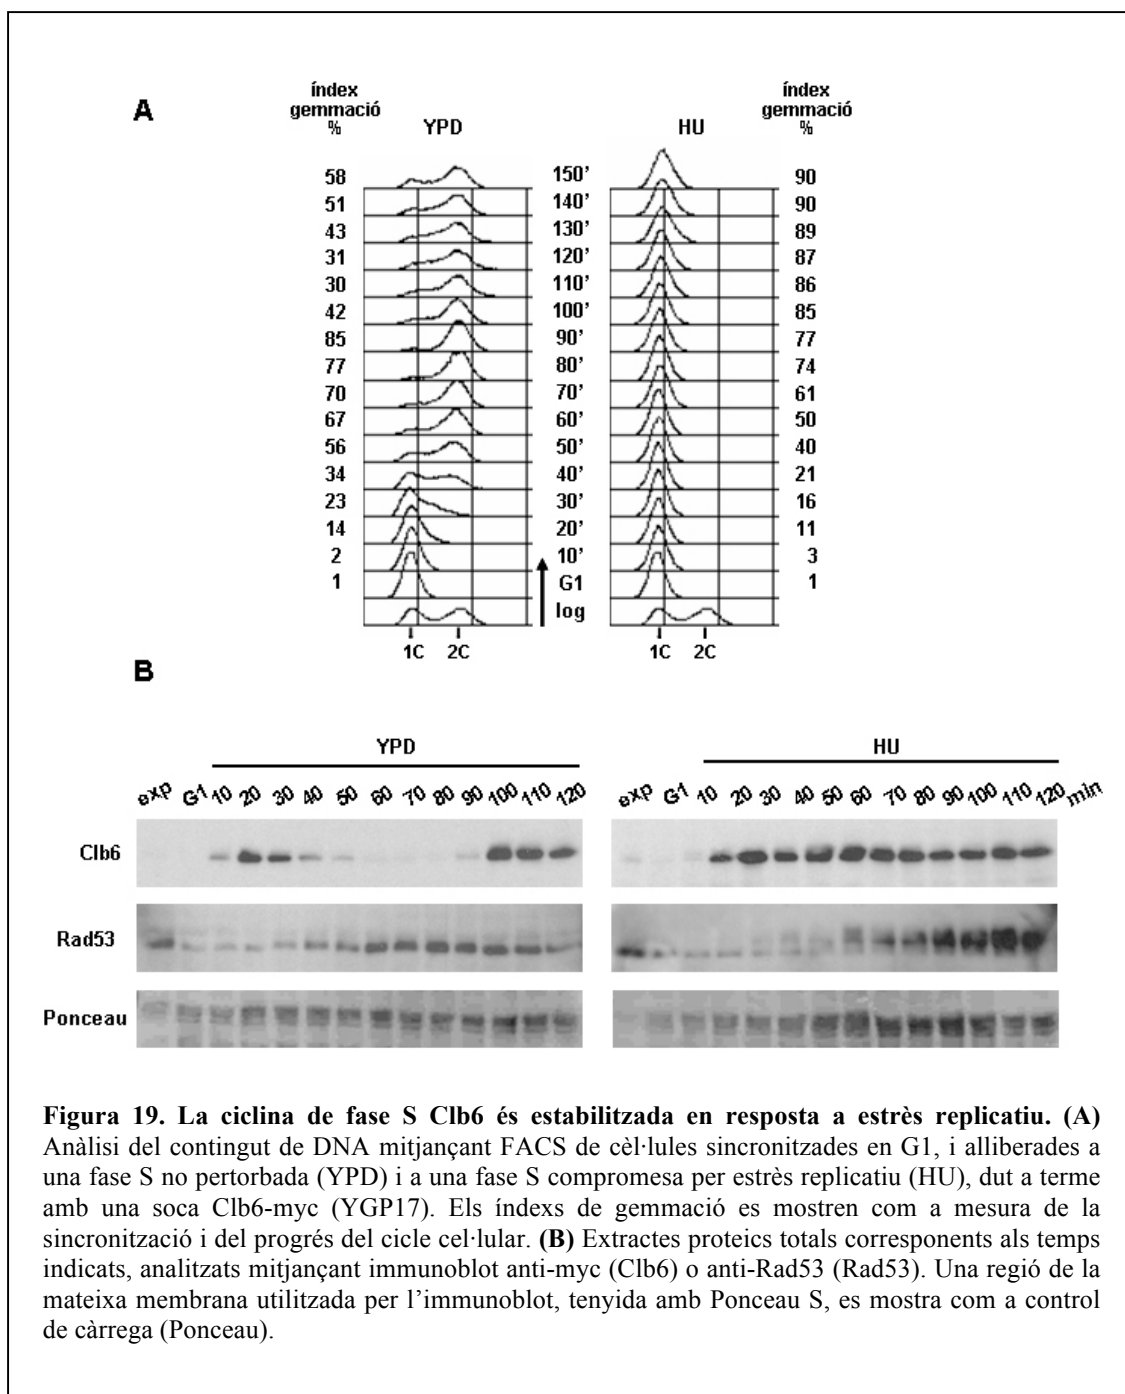 A
índex
gemmació
%
YPD
HU
índex
gemmació
%
58 150' 90
51 140' 90
43 130' 89
31 120' 87
30 110' 86
42 100' 85
85 90' 77
77 80' 74
70 70' 61
67 60' 50
56 50' 40
34 40' 21
23 30' 16
14 20' 11
2 10' 3
1 G1 1
log
1C 2C 1C 2C
B
YPD HU
exp G1 10 20 30 40 50 60 70 80 90 100 110 120 exp G1 10 20 30 40 50 60 70 80 90 100 110 120 min
Clb6
Rad53
Ponceau
Figura 19. La ciclina de fase S Clb6 és estabilitzada en resposta a estrès replicatiu. (A)
Anàlisi del contingut de DNA mitjançant FACS de cèl·lules sincronitzades en G1, i alliberades a
una fase S no pertorbada (YPD) i a una fase S compromesa per estrès replicatiu (HU), dut a terme
amb una soca Clb6-myc (YGP17). Els índexs de gemmació es mostren com a mesura de la
sincronització i del progrés del cicle cel·lular. (B) Extractes proteics totals corresponents als temps
indicats, analitzats mitjançant immunoblot anti-myc (Clb6) o anti-Rad53 (Rad53). Una regió de la
mateixa membrana utilitzada per l’immunoblot, tenyida amb Ponceau S, es mostra com a control
de càrrega (Ponceau).